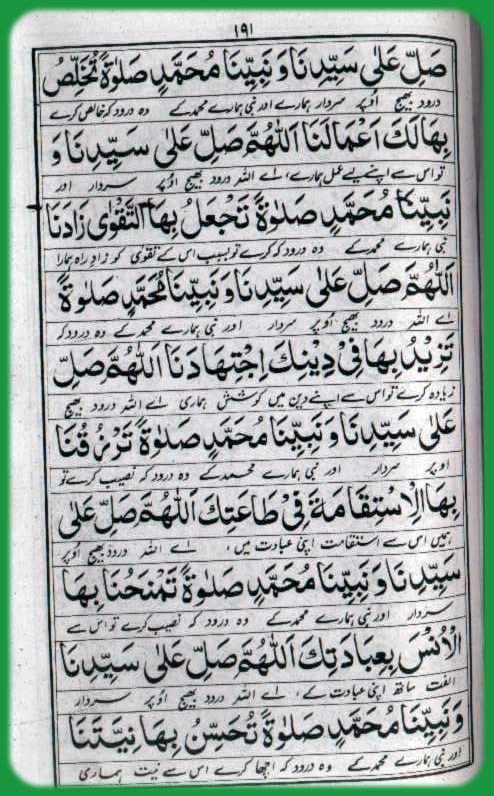 ١٩١
صَلِّ عَلٰى سَيِّدِنَا وَنَبِيِّنَا مُحَمَّدٍ صَلٰوةً تُخَلِّصُ
درود بھیج اوپر سردار ہمارے اور نبی ہمارے محمد کے وہ درود کہ خالص کرے
بِهَا لَكَ اَعْمَالَنَا اَللّٰهُمَّ صَلِّ عَلٰى سَيِّدِنَا وَ
تو اس سے اپنے لیے عمل ہمارے، اے اللہ درود بھیج اوپر سردار اور
نَبِيِّنَا مُحَمَّدٍ صَلٰوةً تَجْعَلُ بِهَا التَّقْوٰى زَادَنَا
نبی ہمارے محمد کے وہ درود کہ کرے تو بسبب اس کے تقویٰ کو زاد راہ ہمارا
اَللّٰهُمَّ صَلِّ عَلٰى سَيِّدِنَا وَنَبِيِّنَا مُحَمَّدٍ صَلٰوةً
اے اللہ درود بھیج اوپر سردار اور نبی ہمارے محمد کے وہ درود کہ
تَزِيْدُ بِهَا فِىْ دِيْنِكَ اِجْتِهَادَنَا اَللّٰهُمَّ صَلِّ
زیادہ کرے تو اس سے اپنے دین میں کوشش ہماری اے اللہ درود بھیج
عَلٰى سَيِّدِنَا وَنَبِيِّنَا مُحَمَّدٍ صَلٰوةً تَرْزُقُنَا
اوپر سردار اور نبی ہمارے محمد کے وہ درود کہ نصیب کرے تو
بِهَا الْاِسْتِقَامَةَ فِىْ طَاعَتِكَ اَللّٰهُمَّ صَلِّ عَلٰى
ہمیں اس سے استقامت اپنی عبادت میں، اے اللہ درود بھیج اوپر
سَيِّدِنَا وَنَبِيِّنَا مُحَمَّدٍ صَلٰوةً تَمْنَحُنَا بِهَا
سردار اور نبی ہمارے محمد کے وہ درود کہ نصیب کرے تو اس سے
الْاُنْسَ بِعِبَادَتِكَ اَللّٰهُمَّ صَلِّ عَلٰى سَيِّدِنَا
الفت ساتھ اپنی عبادت کے، اے اللہ درود بھیج اوپر سردار
وَنَبِيِّنَا مُحَمَّدٍ صَلٰوةً تُحَسِّنُ بِهَا نِيَّتَنَا
اور نبی ہمارے محمد کے وہ درود کہ اچھا کرے اس سے نیت ہماری